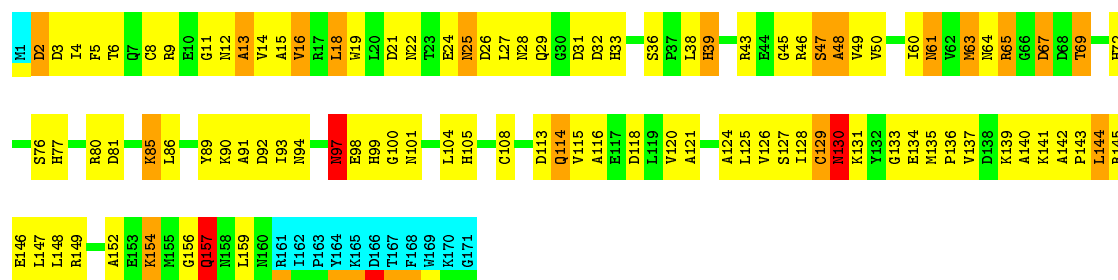 M1 D2 D3 I4 F5 T6 Q7 C8 R9 E10 G11 N12 A13 V14 A15 V16 R17 L18 W19 L20 D21 N22 T23 E24 N25 D26 L27 N28 Q29 G30 D31 D32 H33 S36 P37 L38 H39 R43 E44 G45 R46 S47 A48 V49 V50 I60 N61 V62 M63 N64 R65 G66 D67 D68 T69
S76 H77 R80 D81 K85 L86 Y89 K90 A91 D92 I93 N94 N97 E98 H99 G100 N101 L104 H105 C108 D113 Q114 V115 A116 E117 D118 L119 V120 A121 A124 L125 V126 S127 I128 C129 N130 K131 Y132 G133 E134 M135 P136 V137 D138 K139 A140 K141 A142 P143 L144
E146 L147 L148 R149 A152 E153 K154 M155 G156 Q157 N158 L159 N160 R161 I162 P163 Y164 K165 D166 T167 F168 W169 K170 G171